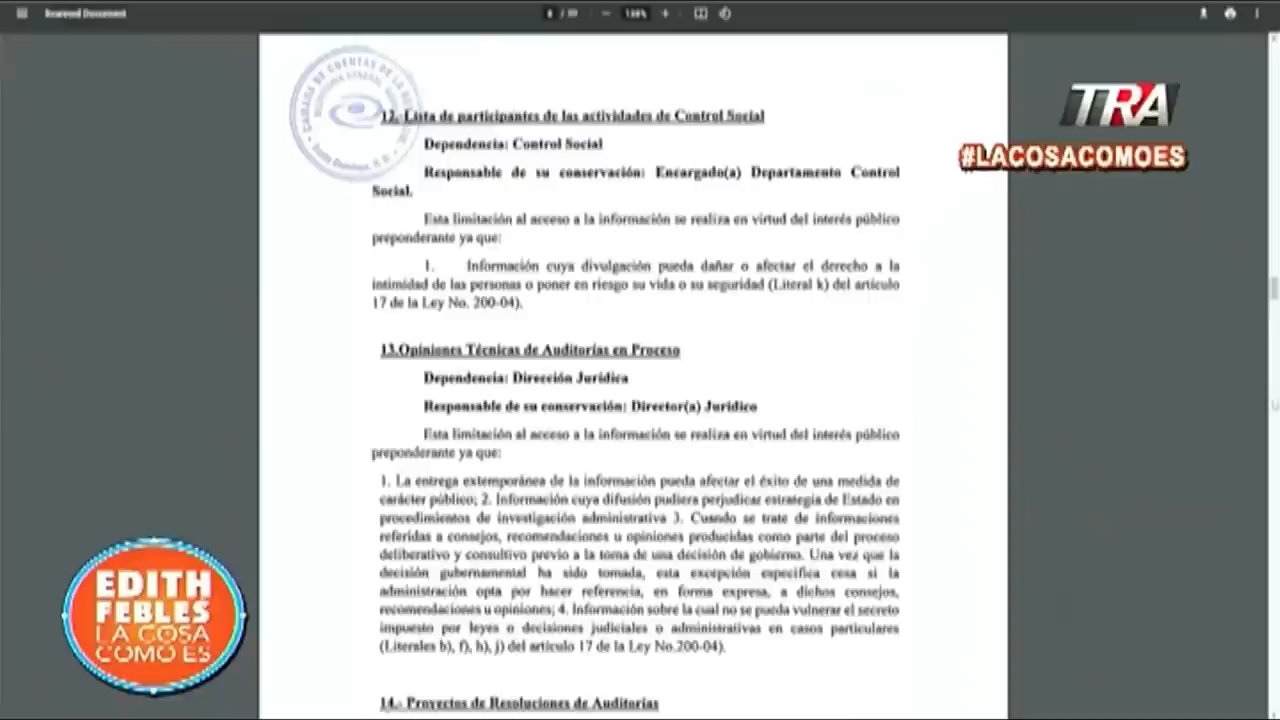 TRA
#LACOSACOMOES
12. Lista de participantes de las actividades de Control Social
Dependencia: Control Social
Responsable de su conservación: Encargado(a) Departamento Control
Social.
Esta limitación al acceso a la información se realiza en virtud del interés público
preponderante ya que:
1. Información cuya divulgación pueda dañar o afectar el derecho a la
intimidad de las personas o poner en riesgo su vida o su seguridad (Literal k) del artículo
17 de la Ley No. 200-04).
13.Opiniones Técnicas de Auditorías en Proceso
Dependencia: Dirección Jurídica
Responsable de su conservación: Director(a) Jurídico
Esta limitación al acceso a la información se realiza en virtud del interés público
preponderante ya que:
1. La entrega extemporánea de la información pueda afectar el éxito de una medida de
carácter público; 2. Información cuya difusión pudiera perjudicar estrategia de Estado en
procedimientos de investigación administrativa 3. Cuando se trate de informaciones
referidas a consejos, recomendaciones u opiniones producidas como parte del proceso
deliberativo y consultivo previo a la toma de una decisión de gobierno. Una vez que la
decisión gubernamental ha sido tomada, esta excepción específica cesa si la
administración opta por hacer referencia, en forma expresa, a dichos consejos,
recomendaciones u opiniones; 4. Información sobre la cual no se pueda vulnerar el secreto
impuesto por leyes o decisiones judiciales o administrativas en casos particulares
(Literales b), f), h), j) del artículo 17 de la Ley No.200-04).
14.- Proyectos de Resoluciones de Auditorías
EDITH
FEBLES
LA COSA
COMO ES